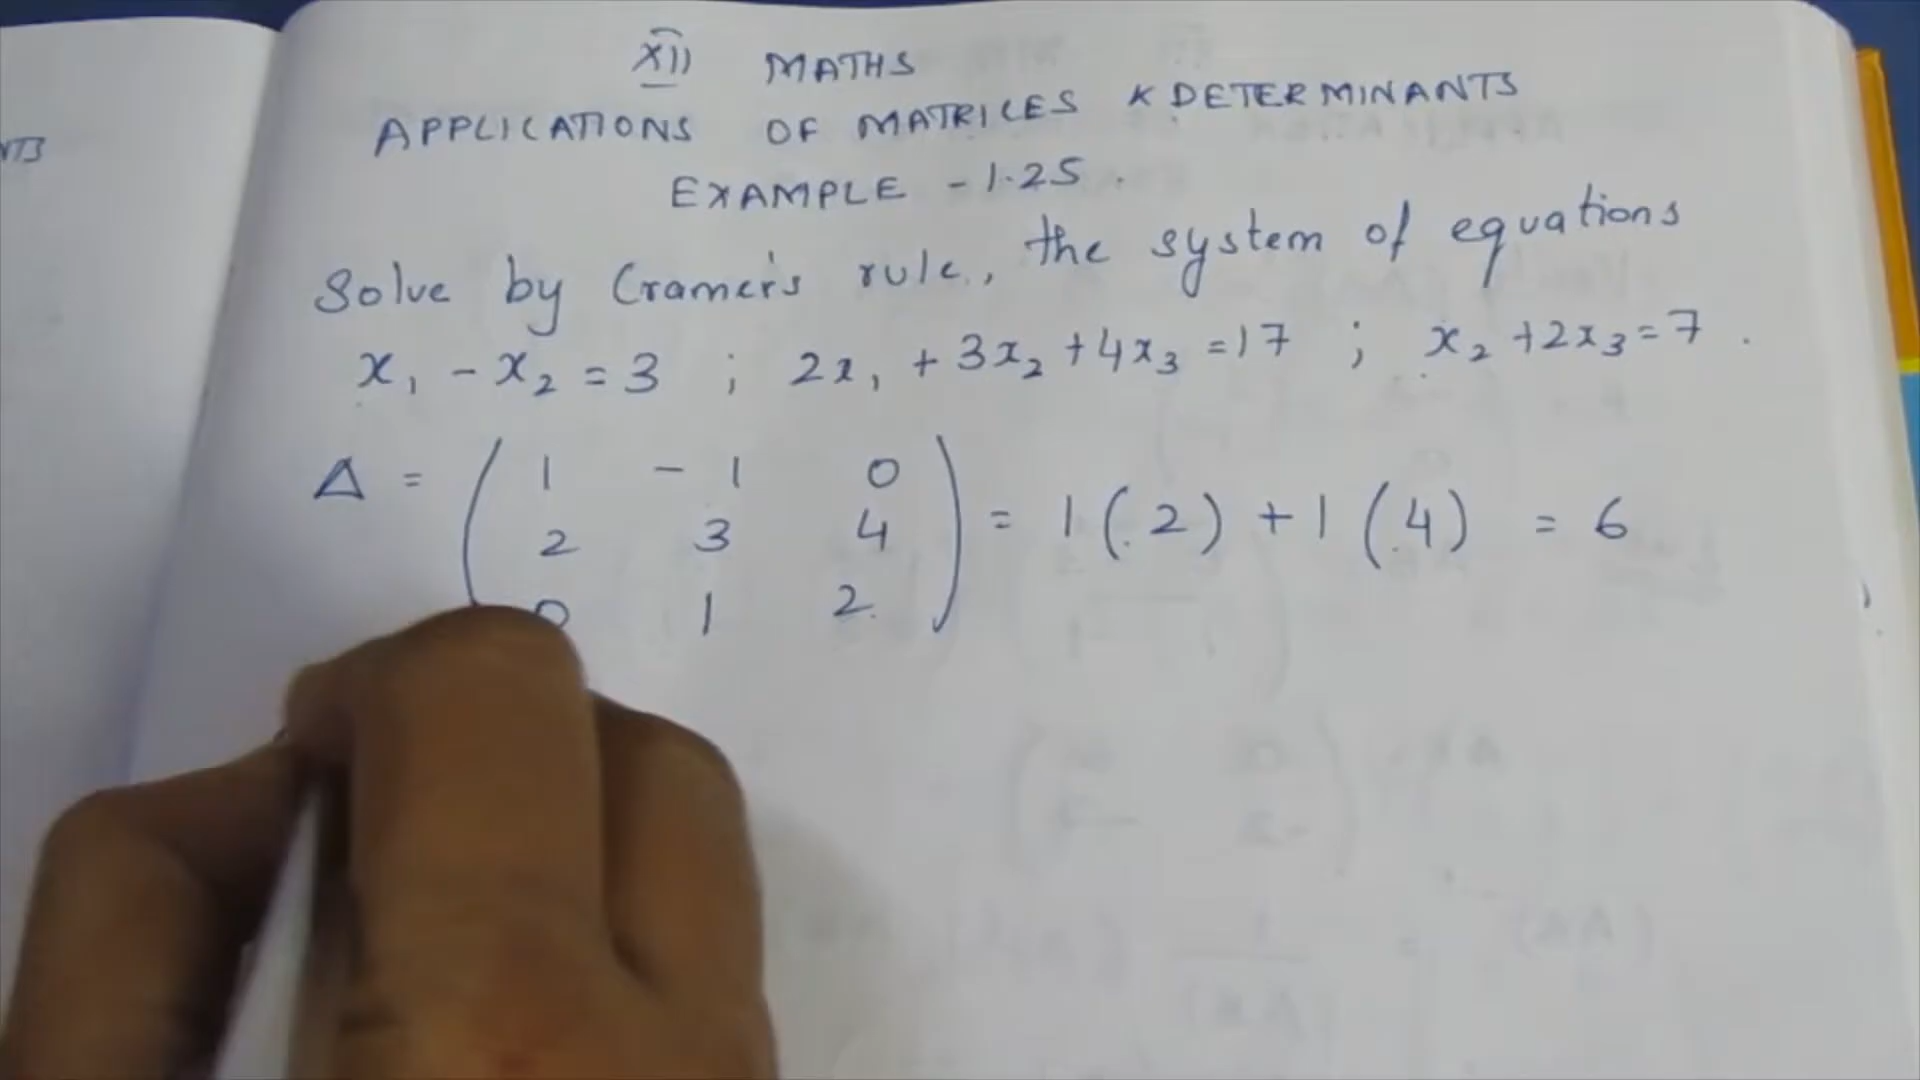 NTS
XII MATHS
APPLICATIONS OF MATRICES & DETERMINANTS
EXAMPLE - 1.25.
Solve by Cramer's rule, the system of equations
x₁ - x₂ = 3 ; 2x₁ + 3x₂ + 4x₃ = 17 ; x₂ + 2x₃ = 7 .
Δ = ( 1 - 1 0 ) = 1 ( 2 ) + 1 ( 4 ) = 6
2 3 4
0 1 2